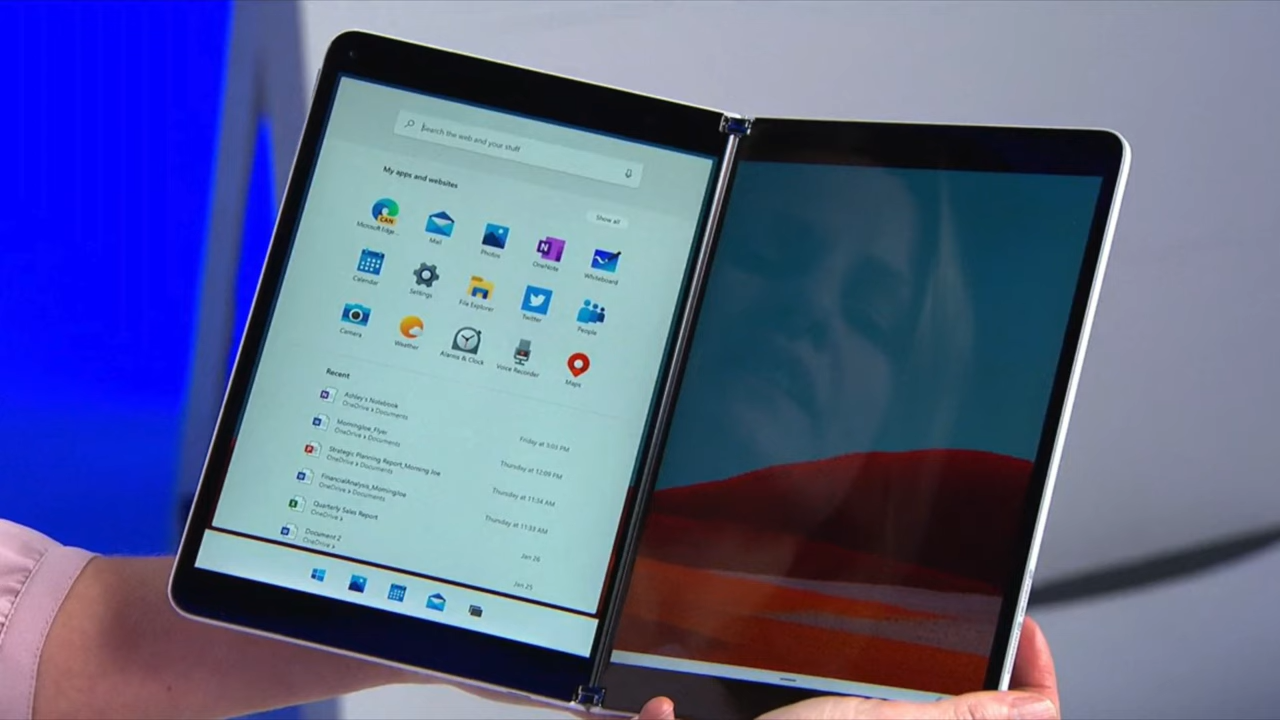 Search the web and your stuff
My apps and websites
Show all
CAN
Microsoft Edge ...
Mail
Photos
N
OneNote
Whiteboard
Calendar
Settings
File Explorer
Twitter
People
Camera
Weather
Alarms & Clock
Voice Recorder
Maps
Recent
Ashley's Notebook
OneDrive & Documents
Friday at 3:03 PM
MorningJoe_Flyer
OneDrive & Documents
Thursday at 12:09 PM
Strategic Planning Report_Morning Joe
OneDrive & Documents
Thursday at 11:34 AM
FinancialAnalysis_MorningJoe
OneDrive & Documents
Thursday at 11:33 AM
Quarterly Sales Report
OneDrive &
Jan 26
Document 2
OneDrive &
Jan 25